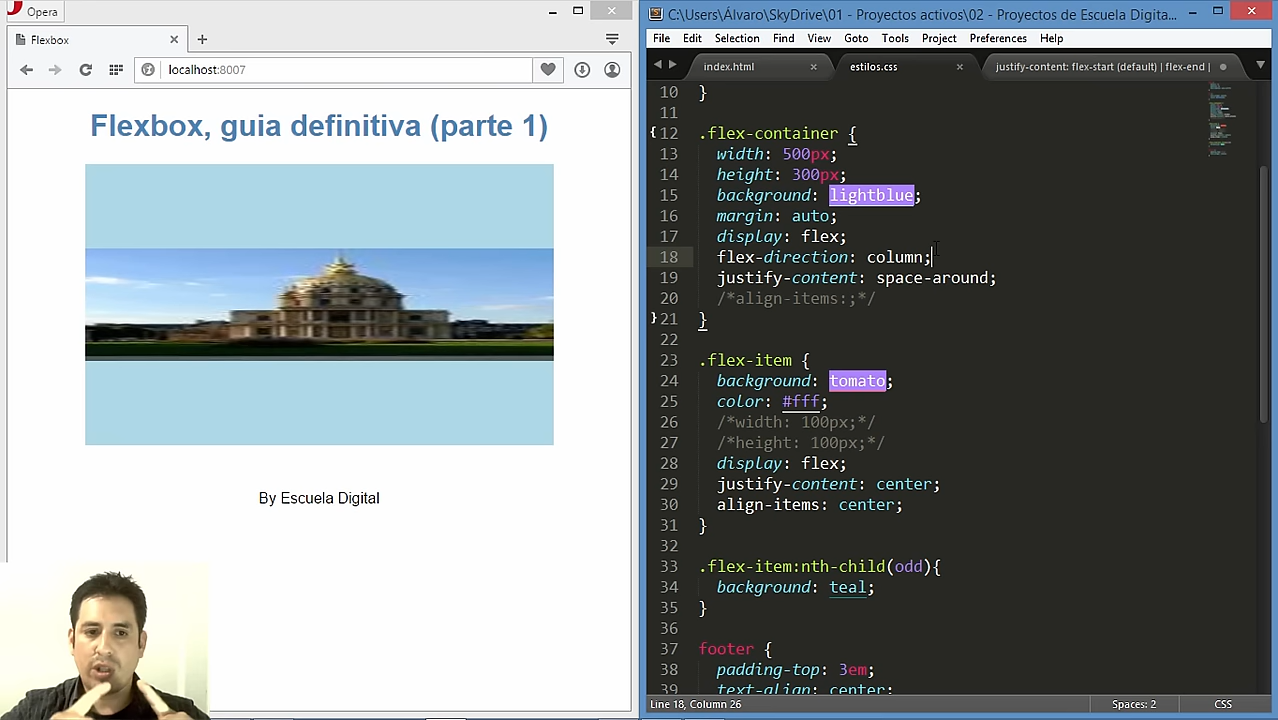 Opera
Flexbox
localhost:8007
Flexbox, guia definitiva (parte 1)
By Escuela Digital
C:\Users\Álvaro\SkyDrive\01 - Proyectos activos\02 - Proyectos de Escuela Digita...
File Edit Selection Find View Goto Tools Project Preferences Help
index.html estilos.css justify-content: flex-start (default) | flex-end |
10 }
11
12 .flex-container {
13 width: 500px;
14 height: 300px;
15 background: lightblue;
16 margin: auto;
17 display: flex;
18 flex-direction: column;
19 justify-content: space-around;
20 /*align-items:;*/
21 }
22
23 .flex-item {
24 background: tomato;
25 color: #fff;
26 /*width: 100px;*/
27 /*height: 100px;*/
28 display: flex;
29 justify-content: center;
30 align-items: center;
31 }
32
33 .flex-item:nth-child(odd){
34 background: teal;
35 }
36
37 footer {
38 padding-top: 3em;
39 text-align: center;
Line 18, Column 26 Spaces: 2 CSS